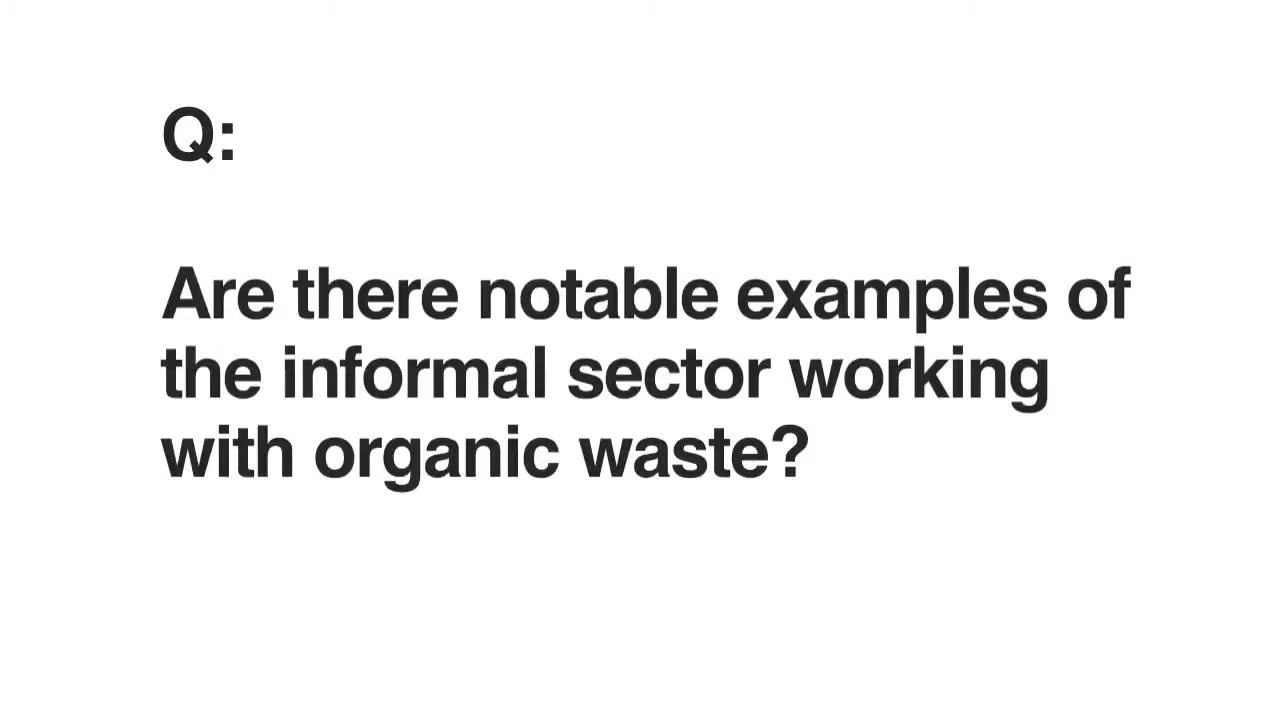 Q:
Are there notable examples of
the informal sector working
with organic waste?